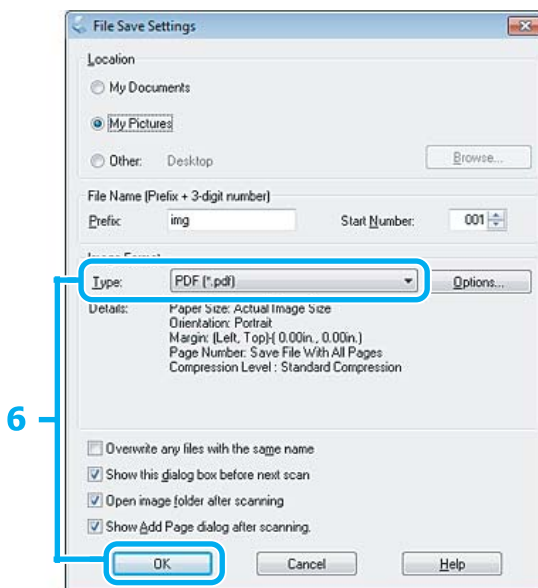 File Save Settings
Location
My Documents
My Pictures
Other: Desktop Browse...
File Name (Prefix + 3-digit number)
Prefix: img Start Number: 001
Image Format
Type: PDF (*.pdf) Options...
Details: Paper Size: Actual Image Size
Orientation: Portrait
Margin: (Left, Top)( 0.00in., 0.00in.)
Page Number: Save File With All Pages
Compression Level : Standard Compression
6
Overwrite any files with the same name
Show this dialog box before next scan
Open image folder after scanning
Show Add Page dialog after scanning.
OK Cancel Help